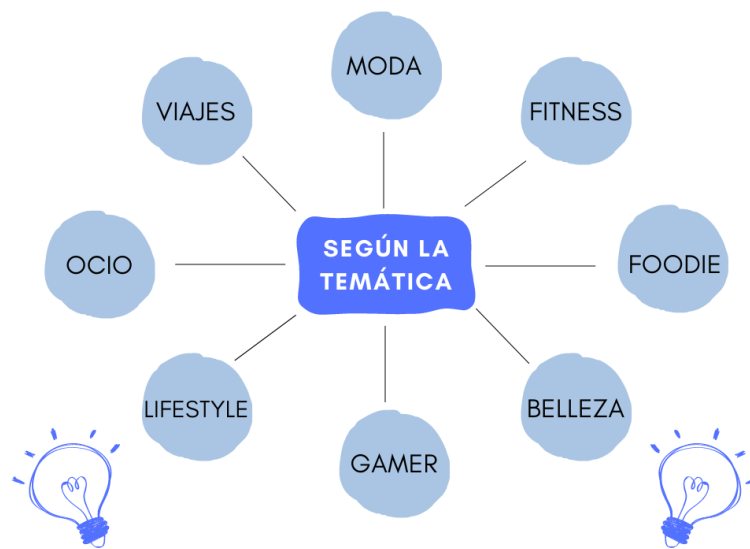 MODA
VIAJES
FITNESS
SEGÚN LA
TEMÁTICA
OCIO
FOODIE
LIFESTYLE
BELLEZA
GAMER